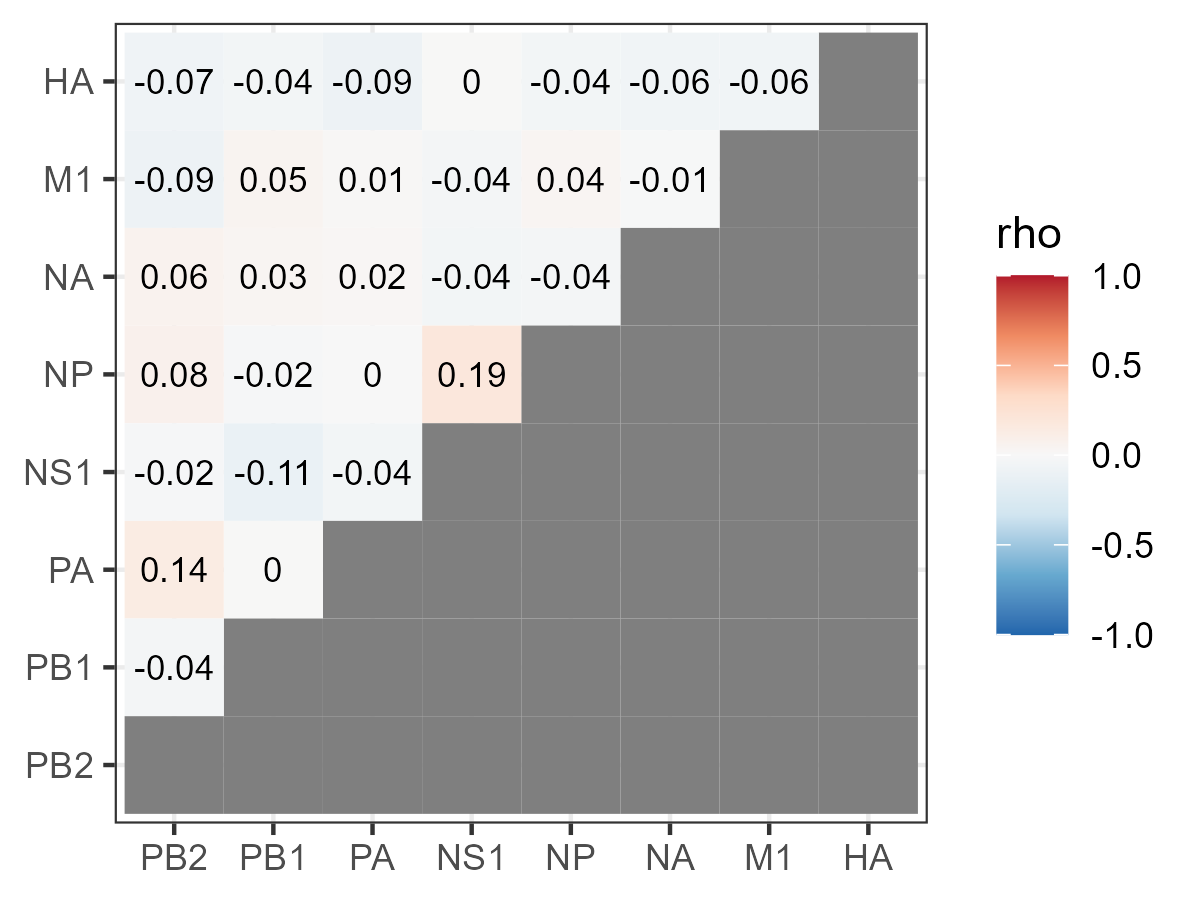 HA -0.07 -0.04 -0.09 0 -0.04 -0.06 -0.06
M1 -0.09 0.05 0.01 -0.04 0.04 -0.01
NA 0.06 0.03 0.02 -0.04 -0.04
NP 0.08 -0.02 0 0.19
NS1 -0.02 -0.11 -0.04
PA 0.14 0
PB1 -0.04
PB2
PB2 PB1 PA NS1 NP NA M1 HA
rho
1.0
0.5
0.0
-0.5
-1.0